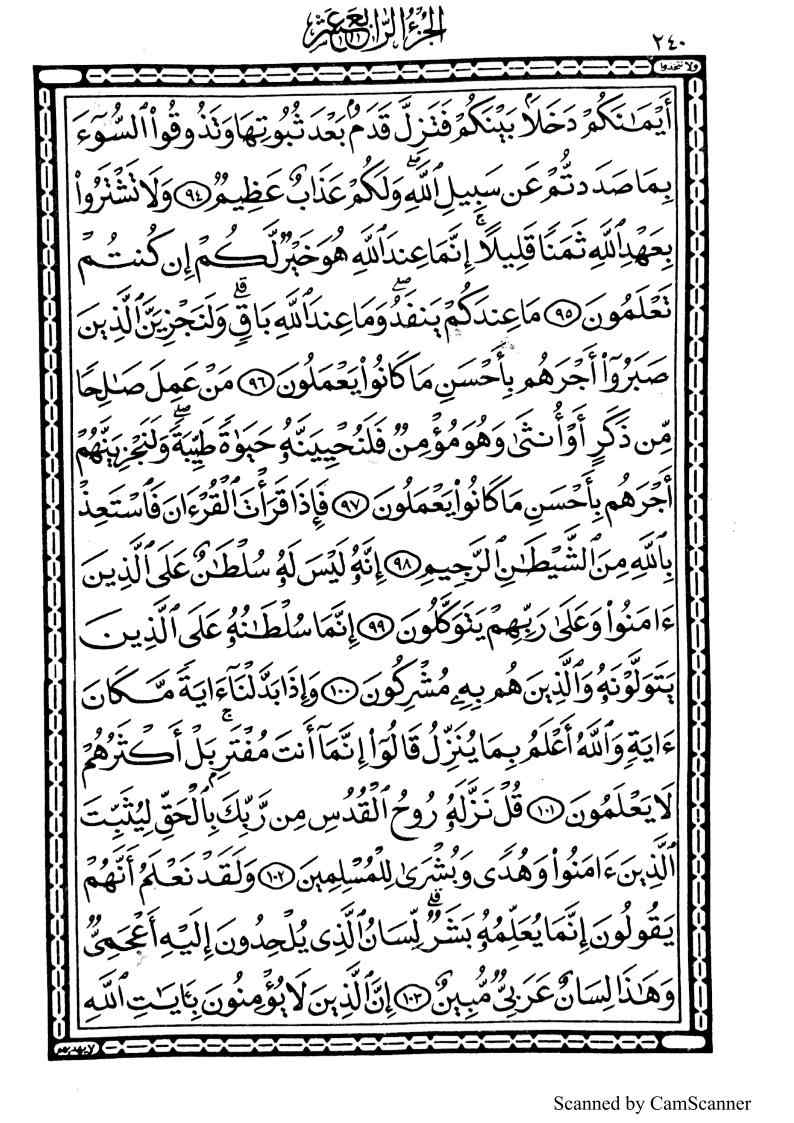 ٢٤٠
الجزء الرابع عشر
ولا تتخذوا
أَيْمَـٰنَكُمْ دَخَلًۢا بَيْنَكُمْ فَتَزِلَّ قَدَمٌۢ بَعْدَ ثُبُوتِهَا وَتَذُوقُوا۟ ٱلسُّوٓءَ
بِمَا صَدَدتُّمْ عَن سَبِيلِ ٱللَّهِ ۖ وَلَكُمْ عَذَابٌ عَظِيمٌ ﴿٩٤﴾ وَلَا تَشْتَرُوا۟
بِعَهْدِ ٱللَّهِ ثَمَنًا قَلِيلًا ۚ إِنَّمَا عِندَ ٱللَّهِ هُوَ خَيْرٌ لَّكُمْ إِن كُنتُمْ
تَعْلَمُونَ ﴿٩٥﴾ مَا عِندَكُمْ يَنفَدُ ۖ وَمَا عِندَ ٱللَّهِ بَاقٍ ۗ وَلَنَجْزِيَنَّ ٱلَّذِينَ
صَبَرُوٓا۟ أَجْرَهُم بِأَحْسَنِ مَا كَانُوا۟ يَعْمَلُونَ ﴿٩٦﴾ مَنْ عَمِلَ صَـٰلِحًا
مِّن ذَكَرٍ أَوْ أُنثَىٰ وَهُوَ مُؤْمِنٌ فَلَنُحْيِيَنَّهُۥ حَيَوٰةً طَيِّبَةً ۖ وَلَنَجْزِيَنَّهُمْ
أَجْرَهُم بِأَحْسَنِ مَا كَانُوا۟ يَعْمَلُونَ ﴿٩٧﴾ فَإِذَا قَرَأْتَ ٱلْقُرْءَانَ فَٱسْتَعِذْ
بِٱللَّهِ مِنَ ٱلشَّيْطَـٰنِ ٱلرَّجِيمِ ﴿٩٨﴾ إِنَّهُۥ لَيْسَ لَهُۥ سُلْطَـٰنٌ عَلَى ٱلَّذِينَ
ءَامَنُوا۟ وَعَلَىٰ رَبِّهِمْ يَتَوَكَّلُونَ ﴿٩٩﴾ إِنَّمَا سُلْطَـٰنُهُۥ عَلَى ٱلَّذِينَ
يَتَوَلَّوْنَهُۥ وَٱلَّذِينَ هُم بِهِۦ مُشْرِكُونَ ﴿١٠٠﴾ وَإِذَا بَدَّلْنَآ ءَايَةً مَّكَانَ
ءَايَةٍ ۙ وَٱللَّهُ أَعْلَمُ بِمَا يُنَزِّلُ قَالُوٓا۟ إِنَّمَآ أَنتَ مُفْتَرٍۭ ۚ بَلْ أَكْثَرُهُمْ
لَا يَعْلَمُونَ ﴿١٠١﴾ قُلْ نَزَّلَهُۥ رُوحُ ٱلْقُدُسِ مِن رَّبِّكَ بِٱلْحَقِّ لِيُثَبِّتَ
ٱلَّذِينَ ءَامَنُوا۟ وَهُدًى وَبُشْرَىٰ لِلْمُسْلِمِينَ ﴿١٠٢﴾ وَلَقَدْ نَعْلَمُ أَنَّهُمْ
يَقُولُونَ إِنَّمَا يُعَلِّمُهُۥ بَشَرٌ ۗ لِّسَانُ ٱلَّذِى يُلْحِدُونَ إِلَيْهِ أَعْجَمِىٌّ
وَهَـٰذَا لِسَانٌ عَرَبِىٌّ مُّبِينٌ ﴿١٠٣﴾ إِنَّ ٱلَّذِينَ لَا يُؤْمِنُونَ بِـَٔايَـٰتِ ٱللَّهِ
لا يهديهم
Scanned by CamScanner